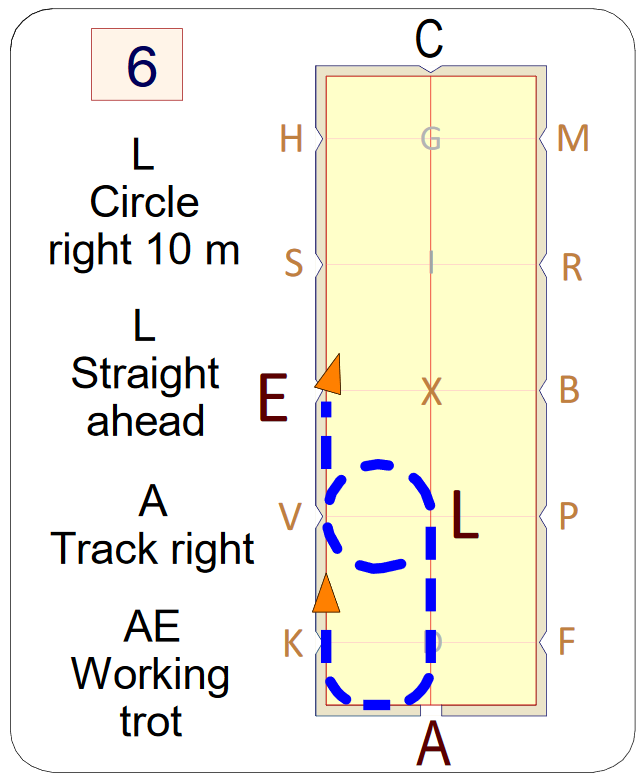 6
L
Circle
right 10 m
L
Straight
ahead
A
Track right
AE
Working
trot
C
H G M
S I R
E X B
V L P
K D F
A